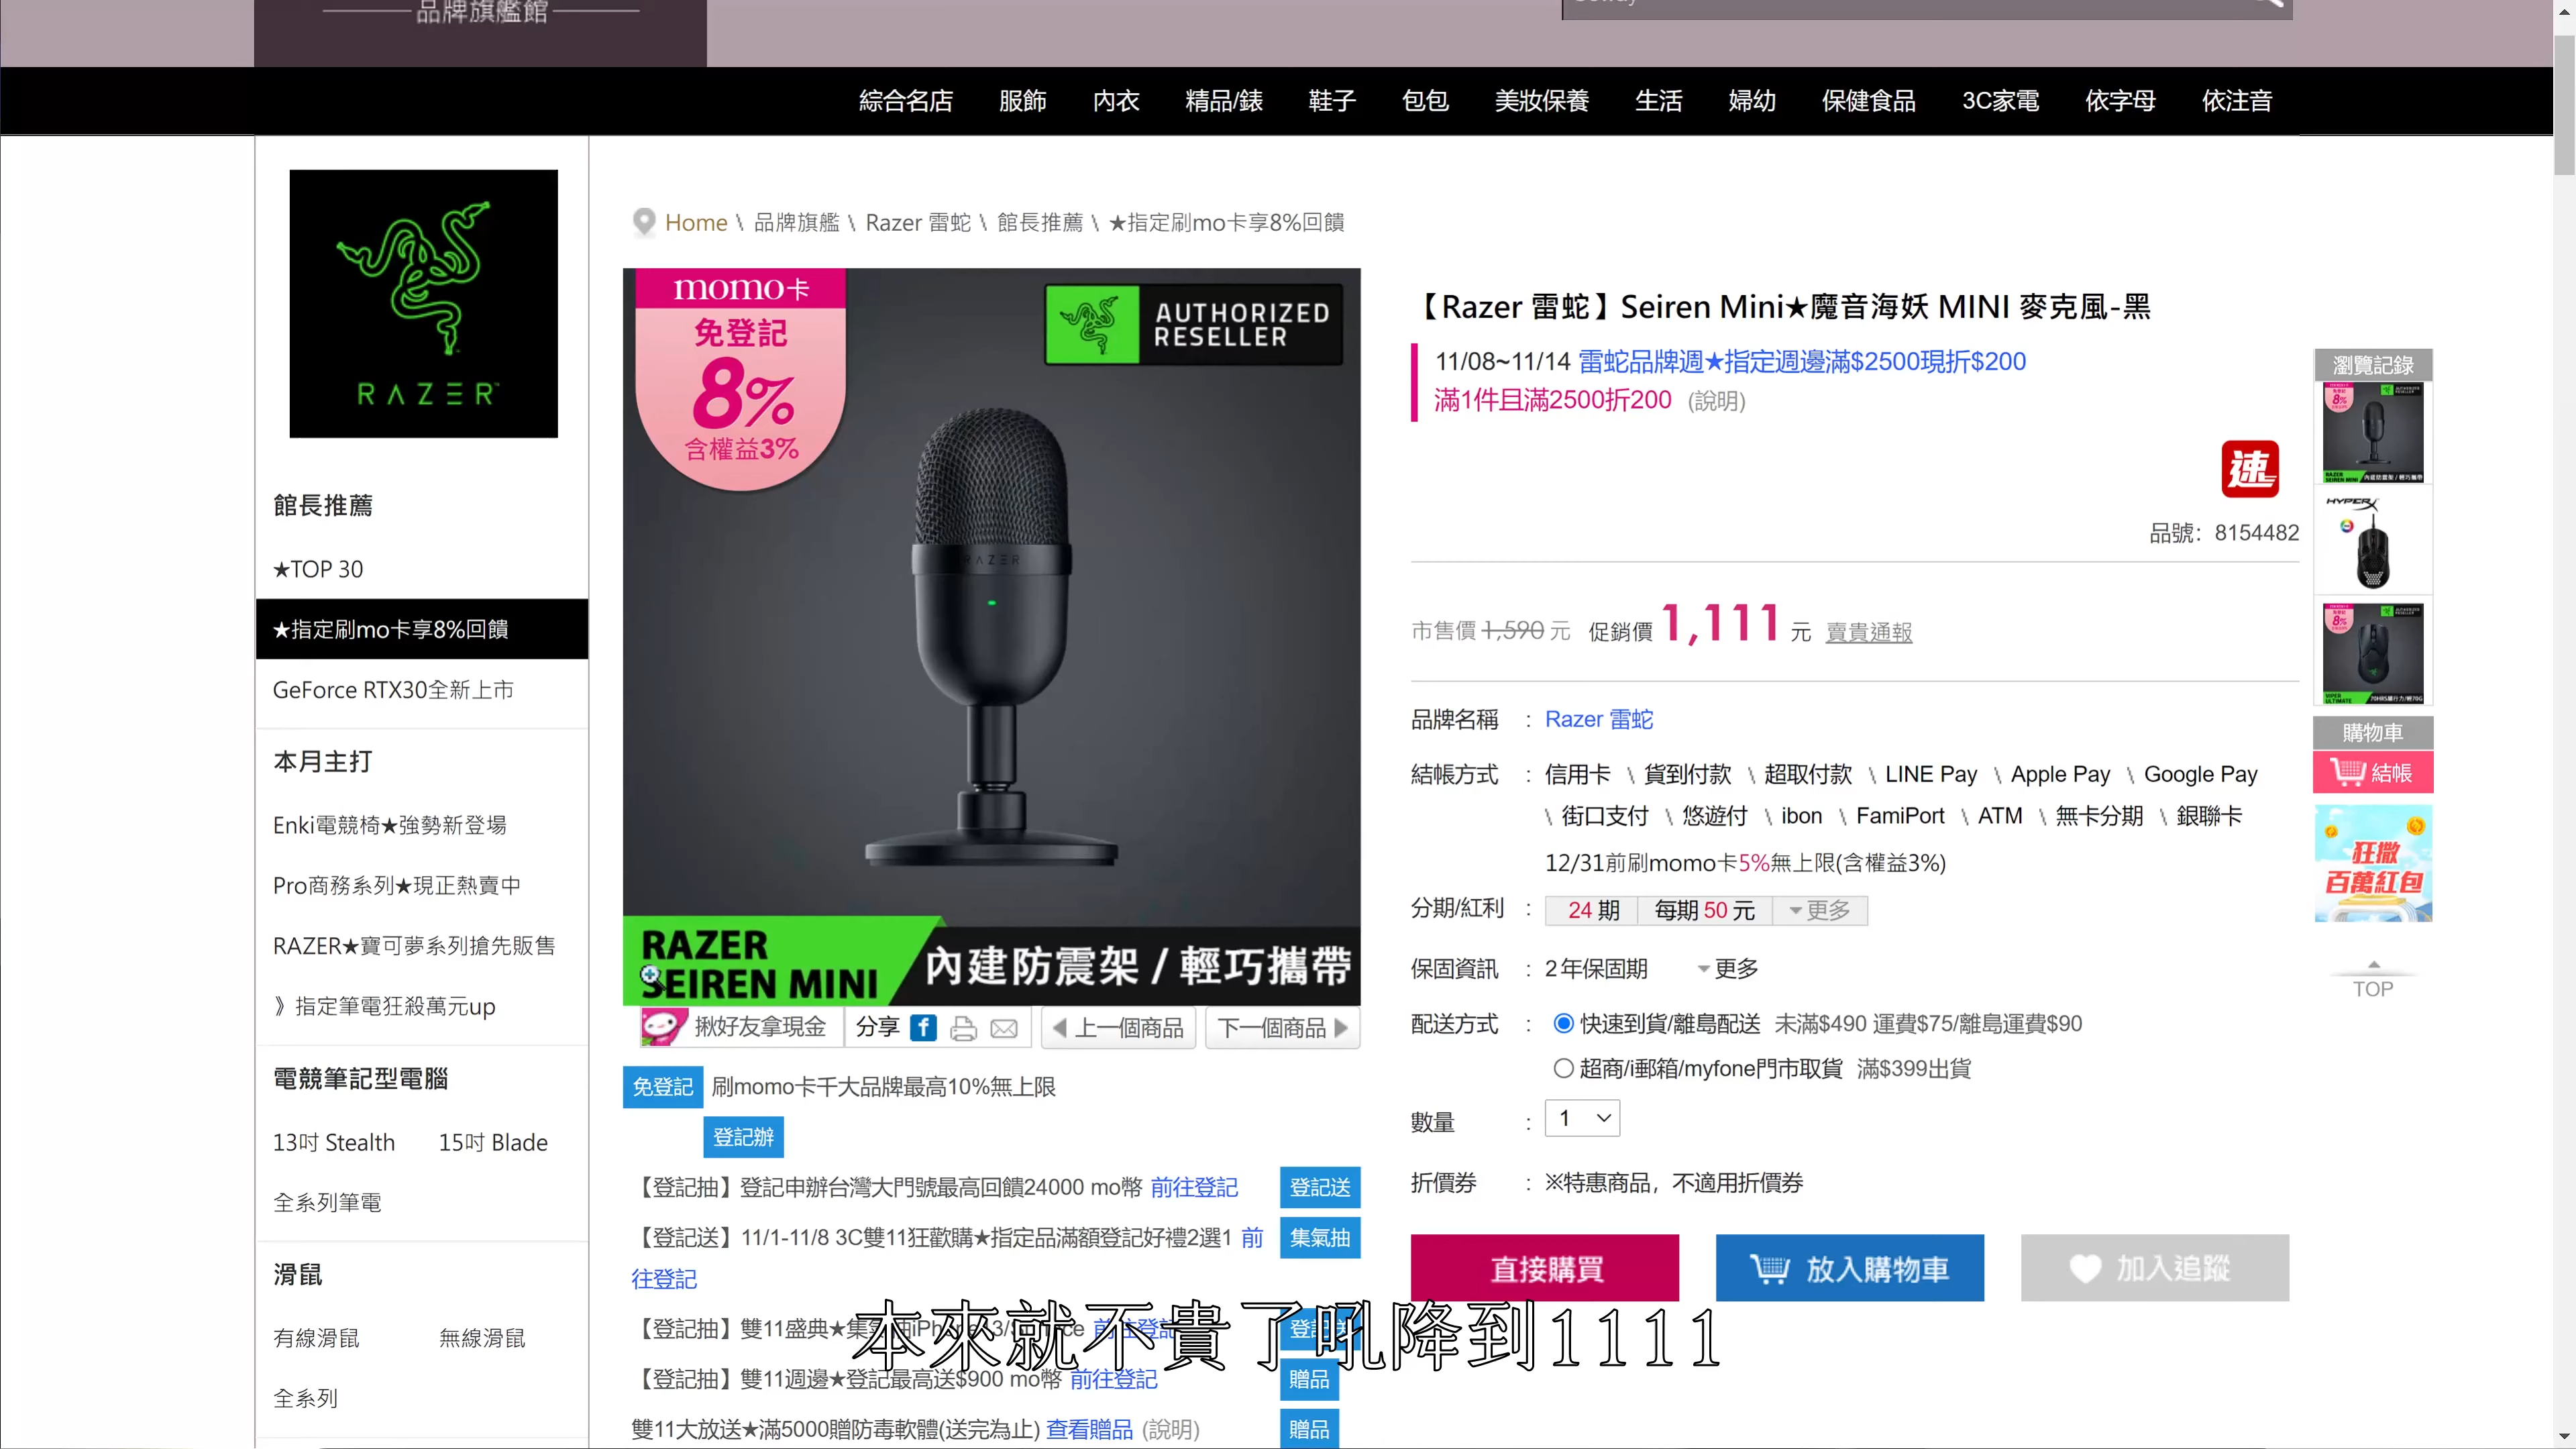 品牌旗艦館
綜合名店 服飾 內衣 精品/錶 鞋子 包包 美妝保養 生活 婦幼 保健食品 3C家電 依字母 依注音
RAZER
館長推薦
★TOP 30
★指定刷mo卡享8%回饋
GeForce RTX30全新上市
本月主打
Enki電競椅★強勢新登場
Pro商務系列★現正熱賣中
RAZER★寶可夢系列搶先販售
》指定筆電狂殺萬元up
電競筆記型電腦
13吋 Stealth 15吋 Blade
全系列筆電
滑鼠
有線滑鼠 無線滑鼠
全系列
Home \ 品牌旗艦 \ Razer 雷蛇 \ 館長推薦 \ ★指定刷mo卡享8%回饋
momo卡
免登記
8%
含權益3%
AUTHORIZED
RESELLER
RAZER
RAZER
SEIREN MINI
內建防震架 / 輕巧攜帶
揪好友拿現金 分享 上一個商品 下一個商品
免登記 刷momo卡千大品牌最高10%無上限
登記辦
【登記抽】登記申辦台灣大門號最高回饋24000 mo幣 前往登記 登記送
【登記送】11/1-11/8 3C雙11狂歡購★指定品滿額登記好禮2選1 前 集氣抽
往登記
【登記抽】雙11盛典★集
【登記抽】雙11週邊★登記最高送$900 mo幣 前往登記 贈品
雙11大放送★滿5000贈防毒軟體(送完為止) 查看贈品 (說明) 贈品
【Razer 雷蛇】Seiren Mini★魔音海妖 MINI 麥克風-黑
11/08~11/14 雷蛇品牌週★指定週邊滿$2500現折$200
滿1件且滿2500折200 (說明)
速
品號：8154482
市售價 1,590 元 促銷價 1,111 元 賣貴通報
品牌名稱 : Razer 雷蛇
結帳方式 : 信用卡 \ 貨到付款 \ 超取付款 \ LINE Pay \ Apple Pay \ Google Pay
\ 街口支付 \ 悠遊付 \ ibon \ FamiPort \ ATM \ 無卡分期 \ 銀聯卡
12/31前刷momo卡5%無上限(含權益3%)
分期/紅利 : 24 期 每期 50 元 更多
保固資訊 : 2年保固期 更多
配送方式 : 快速到貨/離島配送 未滿$490 運費$75/離島運費$90
超商/i郵箱/myfone門市取貨 滿$399出貨
數量 : 1
折價券 : ※特惠商品，不適用折價券
直接購買 放入購物車 加入追蹤
瀏覽記錄
HYPERX
購物車
結帳
狂撒
百萬紅包
TOP
本來就不貴了吼降到1111